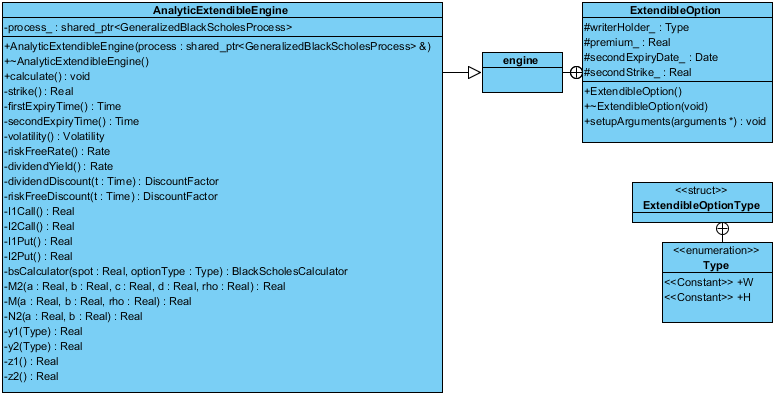 AnalyticExtendibleEngine
-process_ : shared_ptr<GeneralizedBlackScholesProcess>
+AnalyticExtendibleEngine(process : shared_ptr<GeneralizedBlackScholesProcess> &)
+~AnalyticExtendibleEngine()
+calculate() : void
-strike() : Real
-firstExpiryTime() : Time
-secondExpiryTime() : Time
-volatility() : Volatility
-riskFreeRate() : Rate
-dividendYield() : Rate
-dividendDiscount(t : Time) : DiscountFactor
-riskFreeDiscount(t : Time) : DiscountFactor
-I1Call() : Real
-I2Call() : Real
-I1Put() : Real
-I2Put() : Real
-bsCalculator(spot : Real, optionType : Type) : BlackScholesCalculator
-M2(a : Real, b : Real, c : Real, d : Real, rho : Real) : Real
-M(a : Real, b : Real, rho : Real) : Real
-N2(a : Real, b : Real) : Real
-y1(Type) : Real
-y2(Type) : Real
-z1() : Real
-z2() : Real
engine
ExtendibleOption
#writerHolder_ : Type
#premium_ : Real
#secondExpiryDate_ : Date
#secondStrike_ : Real
+ExtendibleOption()
+~ExtendibleOption(void)
+setupArguments(arguments *) : void
<<struct>>
ExtendibleOptionType
<<enumeration>>
Type
<<Constant>> +W
<<Constant>> +H